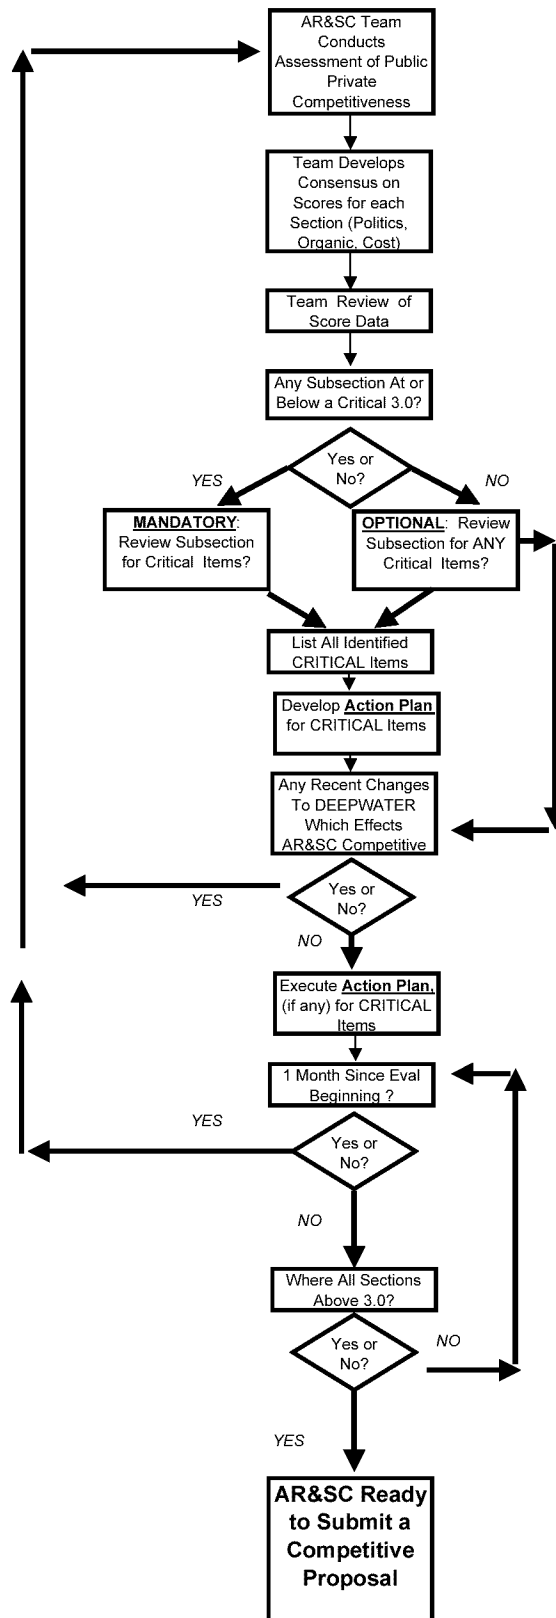 AR&SC Team
Conducts
Assessment of Public
Private
Competitiveness
Team Develops
Consensus on
Scores for each
Section (Politics,
Organic, Cost)
Team Review of
Score Data
Any Subsection At or
Below a Critical 3.0?
Yes or
No?
YES
NO
MANDATORY:
Review Subsection
for Critical Items?
OPTIONAL: Review
Subsection for ANY
Critical Items?
List All Identified
CRITICAL Items
Develop Action Plan
for CRITICAL Items
Any Recent Changes
To DEEPWATER
Which Effects
AR&SC Competitive
Yes or
No?
YES
NO
Execute Action Plan,
(if any) for CRITICAL
Items
1 Month Since Eval
Beginning ?
YES
Yes or
No?
NO
Where All Sections
Above 3.0?
Yes or
No?
NO
YES
AR&SC Ready
to Submit a
Competitive
Proposal